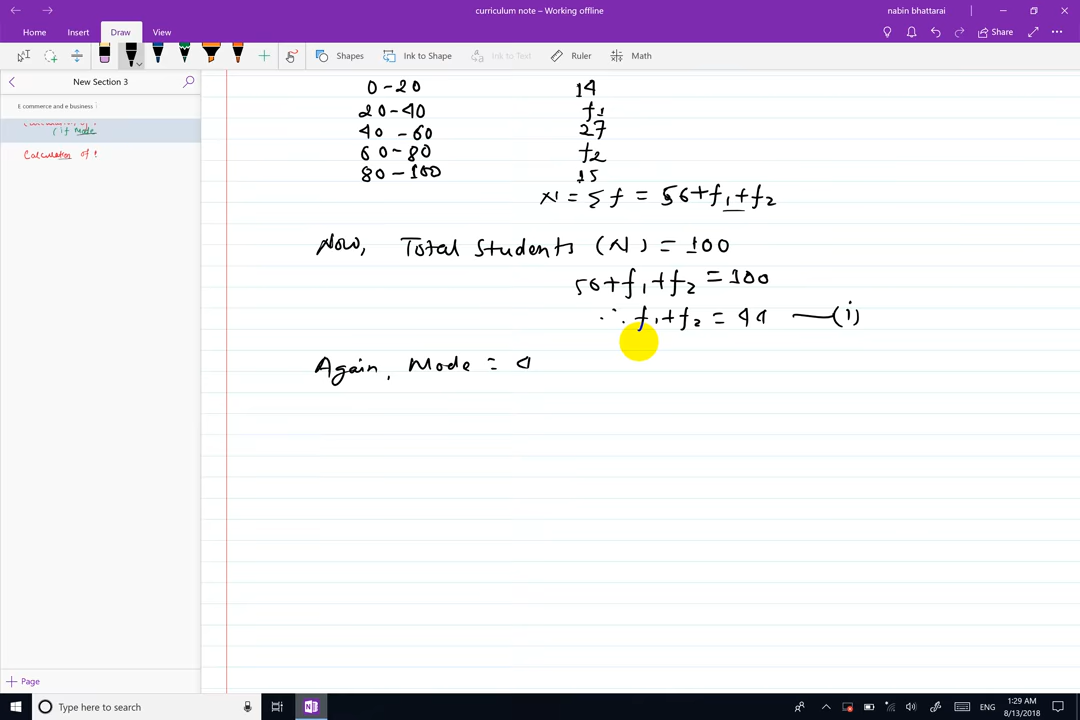 curriculum note – Working offline
nabin bhattarai
Home Insert Draw View
Share
Shapes Ink to Shape Ink to Text Ruler Math
New Section 3
E commerce and e business
(if Mode
Calculation of
0-20 14
20-40 f1
40-60 27
60-80 f2
80-100 15
N = Σf = 56+f1+f2
Now, Total Students (N) = 100
56+f1+f2 = 100
∴ f1+f2 = 44 —(i)
Again, Mode = 4
+ Page
Type here to search
ENG
1:29 AM
8/13/2018